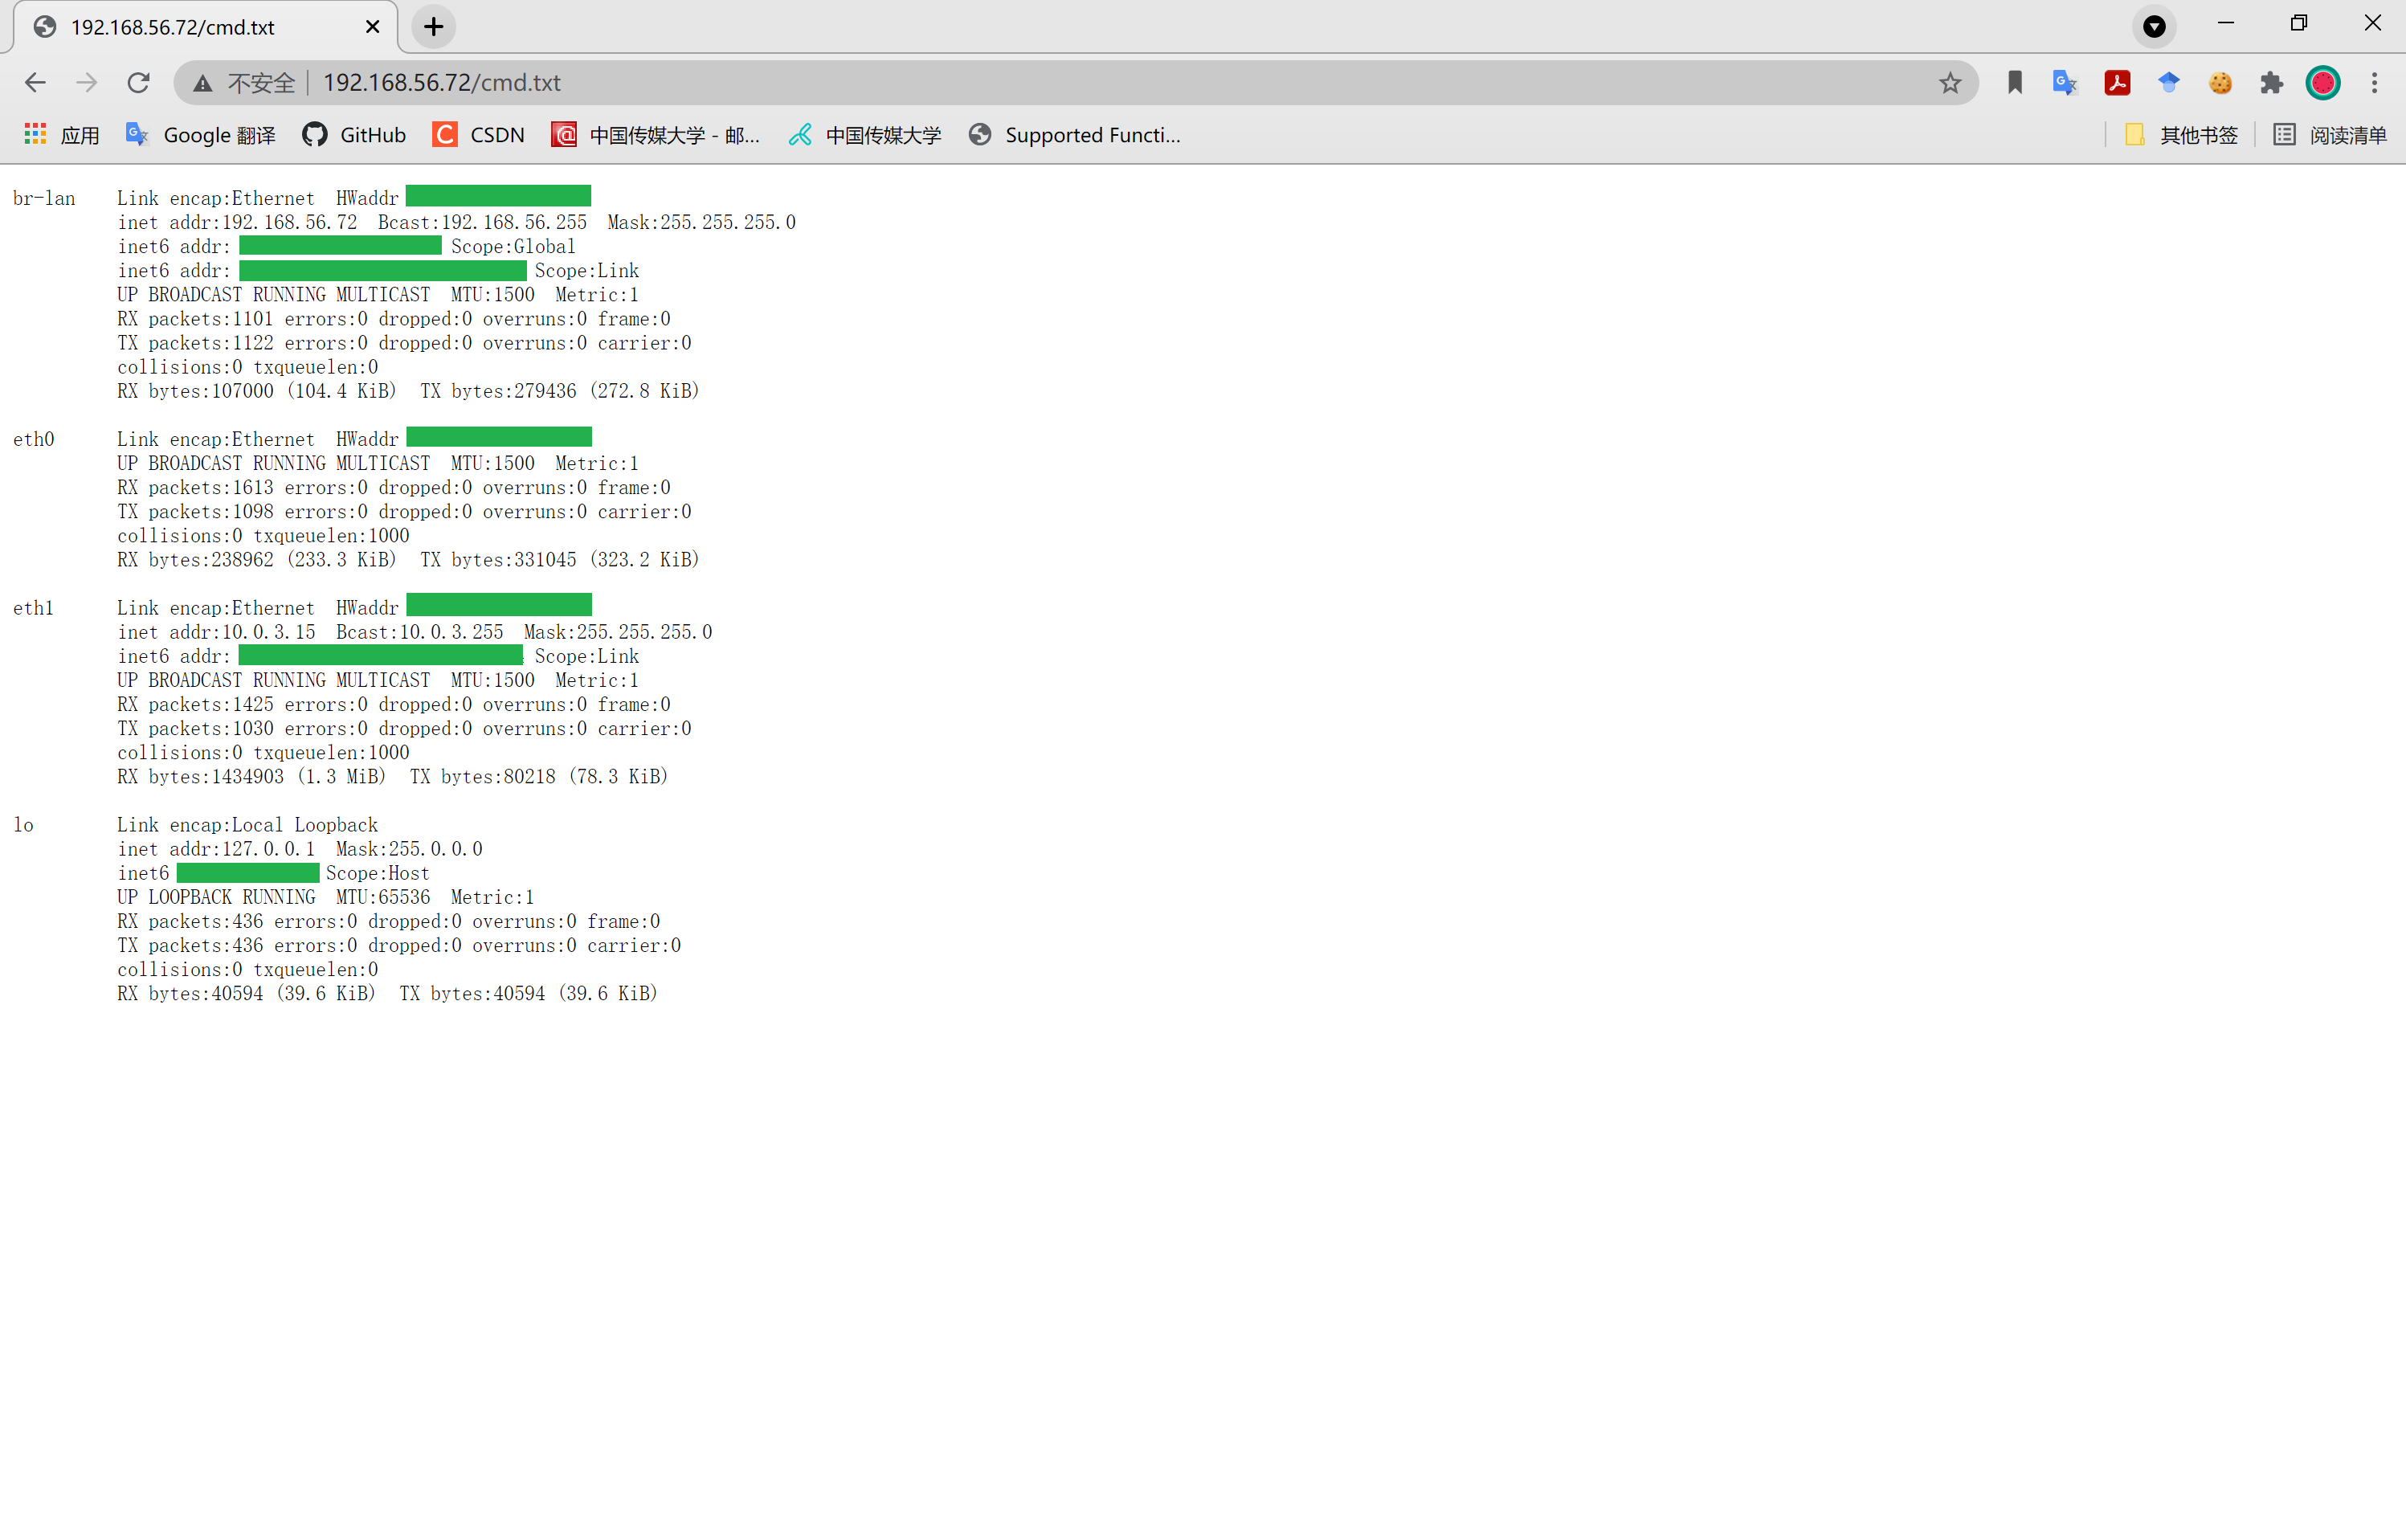 192.168.56.72/cmd.txt
不安全 192.168.56.72/cmd.txt
应用 Google 翻译 GitHub CSDN 中国传媒大学 - 邮... 中国传媒大学 Supported Functi... 其他书签 阅读清单
br-lan Link encap:Ethernet HWaddr
inet addr:192.168.56.72 Bcast:192.168.56.255 Mask:255.255.255.0
inet6 addr: Scope:Global
inet6 addr: Scope:Link
UP BROADCAST RUNNING MULTICAST MTU:1500 Metric:1
RX packets:1101 errors:0 dropped:0 overruns:0 frame:0
TX packets:1122 errors:0 dropped:0 overruns:0 carrier:0
collisions:0 txqueuelen:0
RX bytes:107000 (104.4 KiB) TX bytes:279436 (272.8 KiB)
eth0 Link encap:Ethernet HWaddr
UP BROADCAST RUNNING MULTICAST MTU:1500 Metric:1
RX packets:1613 errors:0 dropped:0 overruns:0 frame:0
TX packets:1098 errors:0 dropped:0 overruns:0 carrier:0
collisions:0 txqueuelen:1000
RX bytes:238962 (233.3 KiB) TX bytes:331045 (323.2 KiB)
eth1 Link encap:Ethernet HWaddr
inet addr:10.0.3.15 Bcast:10.0.3.255 Mask:255.255.255.0
inet6 addr: Scope:Link
UP BROADCAST RUNNING MULTICAST MTU:1500 Metric:1
RX packets:1425 errors:0 dropped:0 overruns:0 frame:0
TX packets:1030 errors:0 dropped:0 overruns:0 carrier:0
collisions:0 txqueuelen:1000
RX bytes:1434903 (1.3 MiB) TX bytes:80218 (78.3 KiB)
lo Link encap:Local Loopback
inet addr:127.0.0.1 Mask:255.0.0.0
inet6 Scope:Host
UP LOOPBACK RUNNING MTU:65536 Metric:1
RX packets:436 errors:0 dropped:0 overruns:0 frame:0
TX packets:436 errors:0 dropped:0 overruns:0 carrier:0
collisions:0 txqueuelen:0
RX bytes:40594 (39.6 KiB) TX bytes:40594 (39.6 KiB)